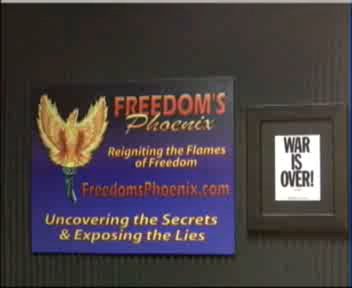 FREEDOM'S
Phoenix
Reigniting the Flames
of Freedom
FreedomsPhoenix.com
Uncovering the Secrets
& Exposing the Lies
WAR
IS
OVER!